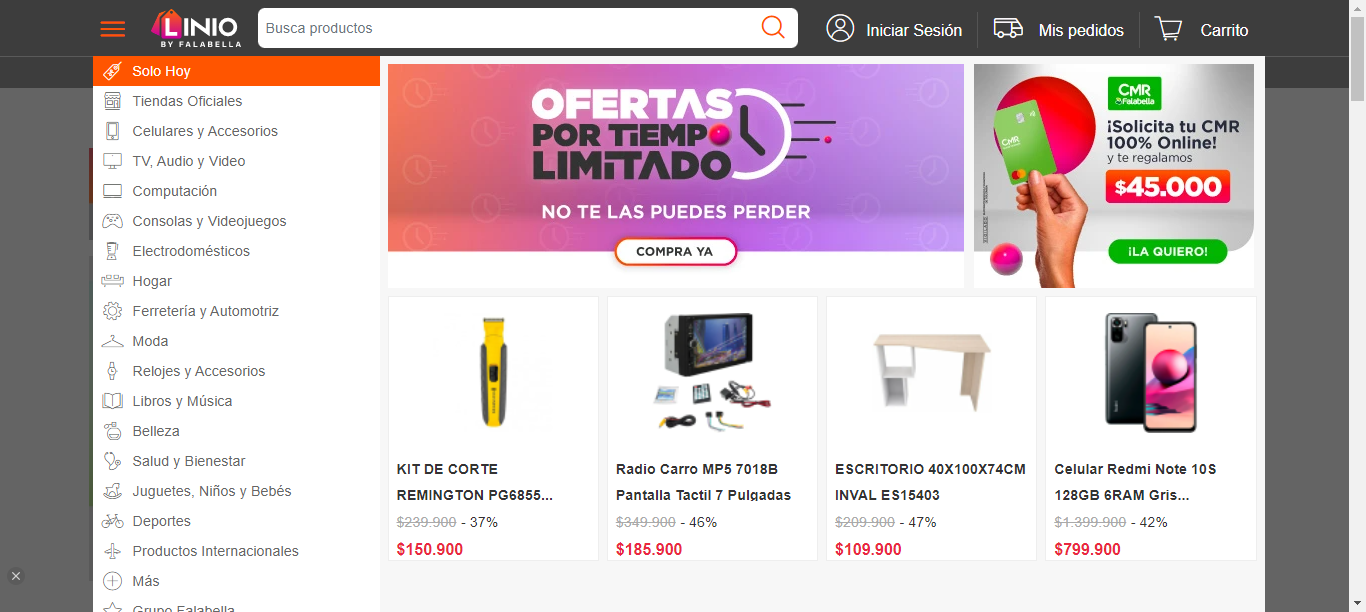 LINIO
BY FALABELLA
Busca productos
Iniciar Sesión
Mis pedidos
Carrito
Solo Hoy
Tiendas Oficiales
Celulares y Accesorios
TV, Audio y Video
Computación
Consolas y Videojuegos
Electrodomésticos
Hogar
Ferretería y Automotriz
Moda
Relojes y Accesorios
Libros y Música
Belleza
Salud y Bienestar
Juguetes, Niños y Bebés
Deportes
Productos Internacionales
Más
Grupo Falabella
OFERTAS
POR TIEMPO
LIMITADO
NO TE LAS PUEDES PERDER
COMPRA YA
CMR
Falabella
¡Solicita tu CMR
100% Online!
y te regalamos
$45.000
¡LA QUIERO!
CMR
KIT DE CORTE
REMINGTON PG6855...
$239.900 - 37%
$150.900
Radio Carro MP5 7018B
Pantalla Tactil 7 Pulgadas
$349.900 - 46%
$185.900
ESCRITORIO 40X100X74CM
INVAL ES15403
$209.900 - 47%
$109.900
Celular Redmi Note 10S
128GB 6RAM Gris...
$1.399.900 - 42%
$799.900